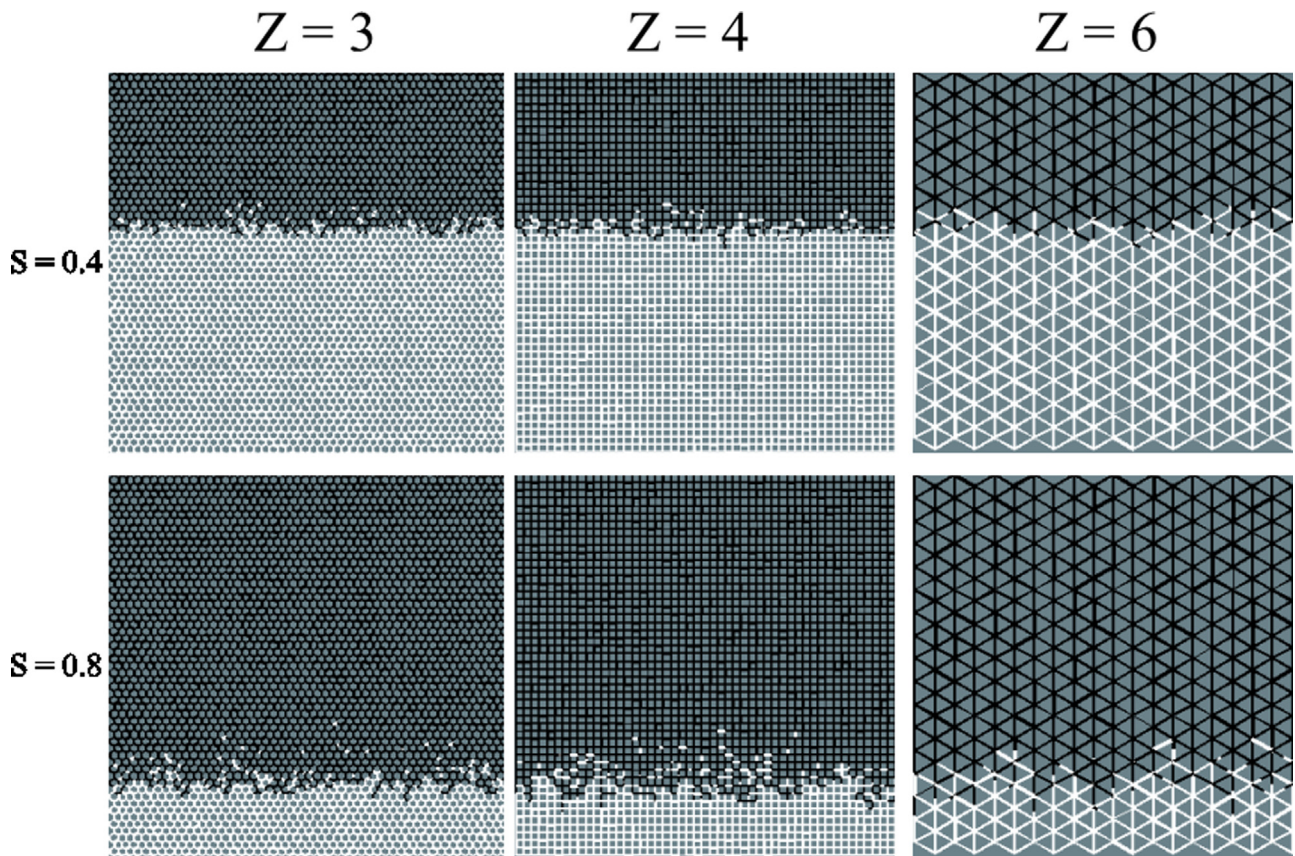 Z = 3
Z = 4
Z = 6
S = 0.4
S = 0.8